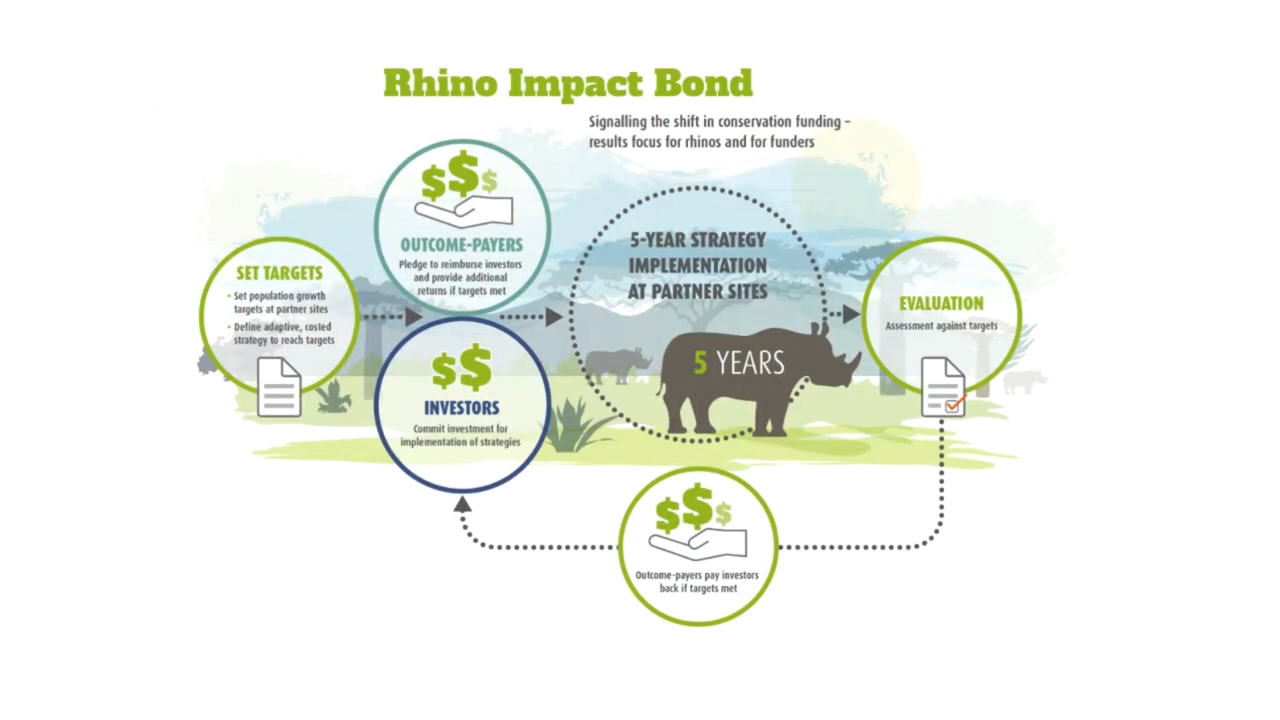 Rhino Impact Bond
Signalling the shift in conservation funding –
results focus for rhinos and for funders
SET TARGETS
• Set population growth
targets at partner sites
• Define adaptive, costed
strategy to reach targets
$$$
OUTCOME-PAYERS
Pledge to reimburse investors
and provide additional
returns if targets met
$$
INVESTORS
Commit investment for
implementation of strategies
5-YEAR STRATEGY
IMPLEMENTATION
AT PARTNER SITES
5 YEARS
EVALUATION
Assessment against targets
$$$
Outcome-payers pay investors
back if targets met